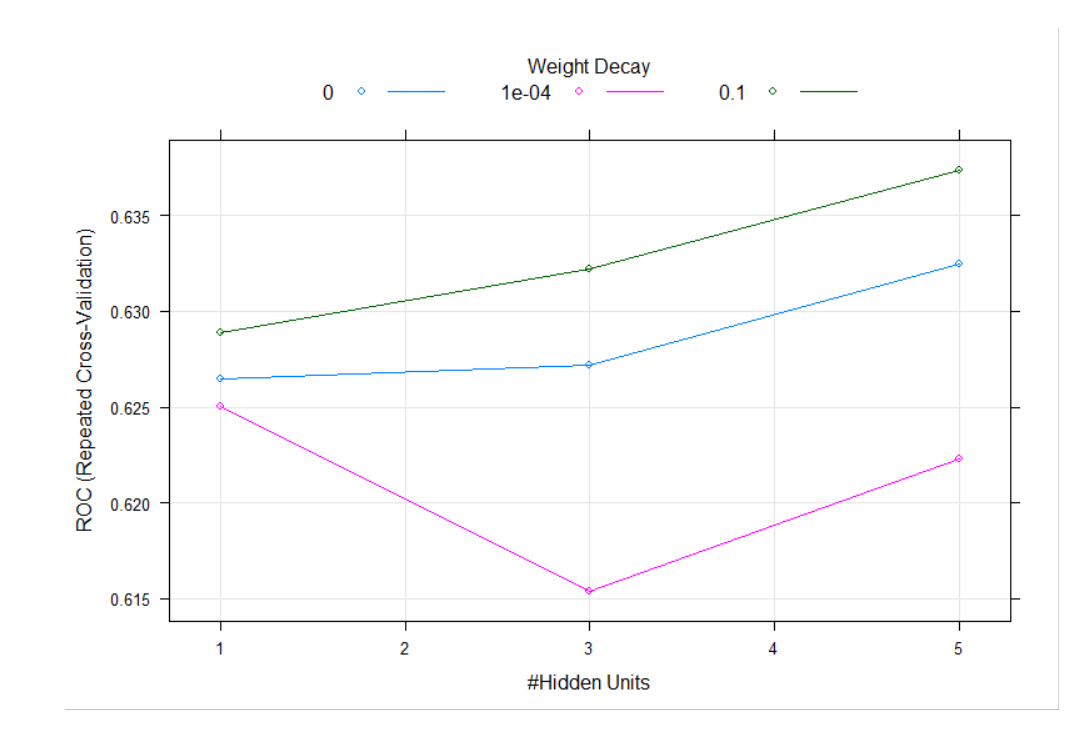 Weight Decay
0 1e-04 0.1
ROC (Repeated Cross-Validation)
0.635
0.630
0.625
0.620
0.615
1 2 3 4 5
#Hidden Units